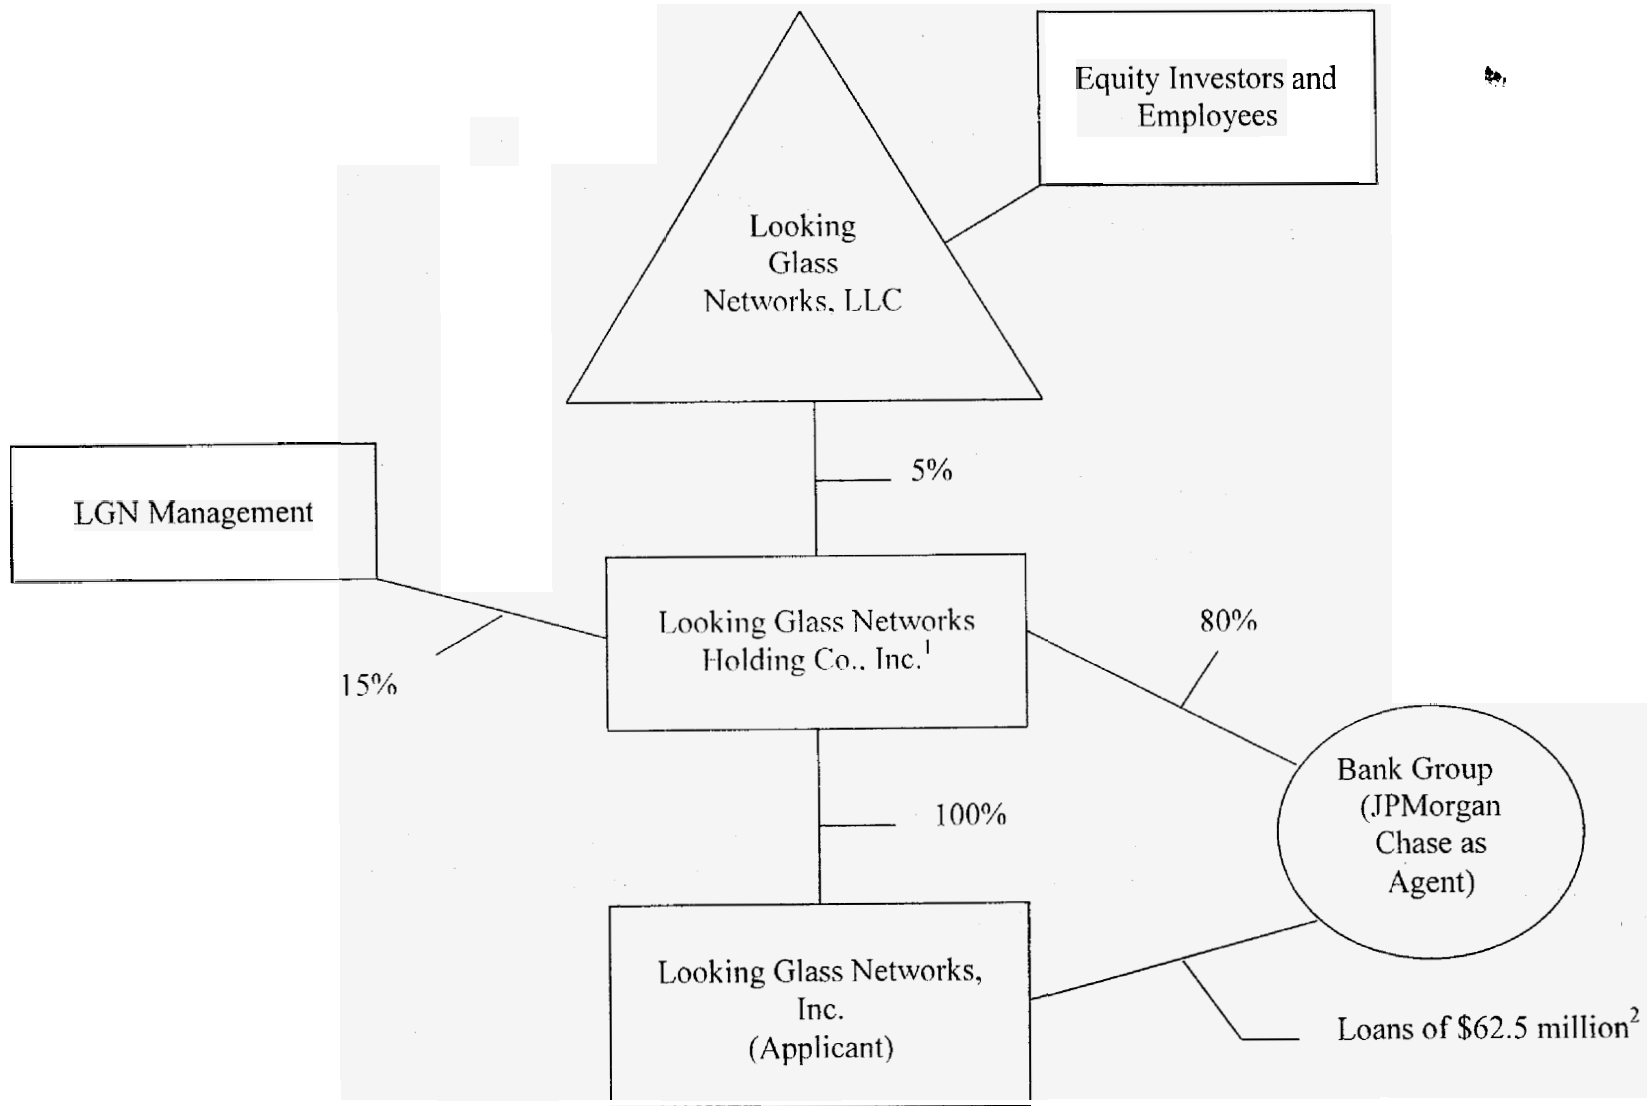 Equity Investors and
Employees
Looking
Glass
Networks, LLC
5%
LGN Management
15%
Looking Glass Networks
Holding Co., Inc.1
80%
Bank Group
(JPMorgan
Chase as
Agent)
100%
Looking Glass Networks,
Inc.
(Applicant)
Loans of $62.5 million2